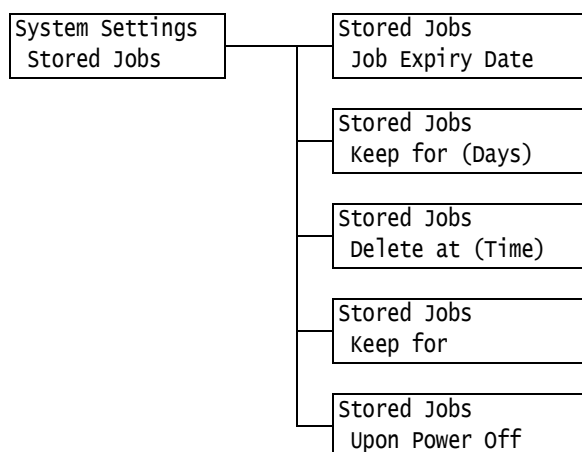 System Settings
Stored Jobs
Stored Jobs
Job Expiry Date
Stored Jobs
Keep for (Days)
Stored Jobs
Delete at (Time)
Stored Jobs
Keep for
Stored Jobs
Upon Power Off